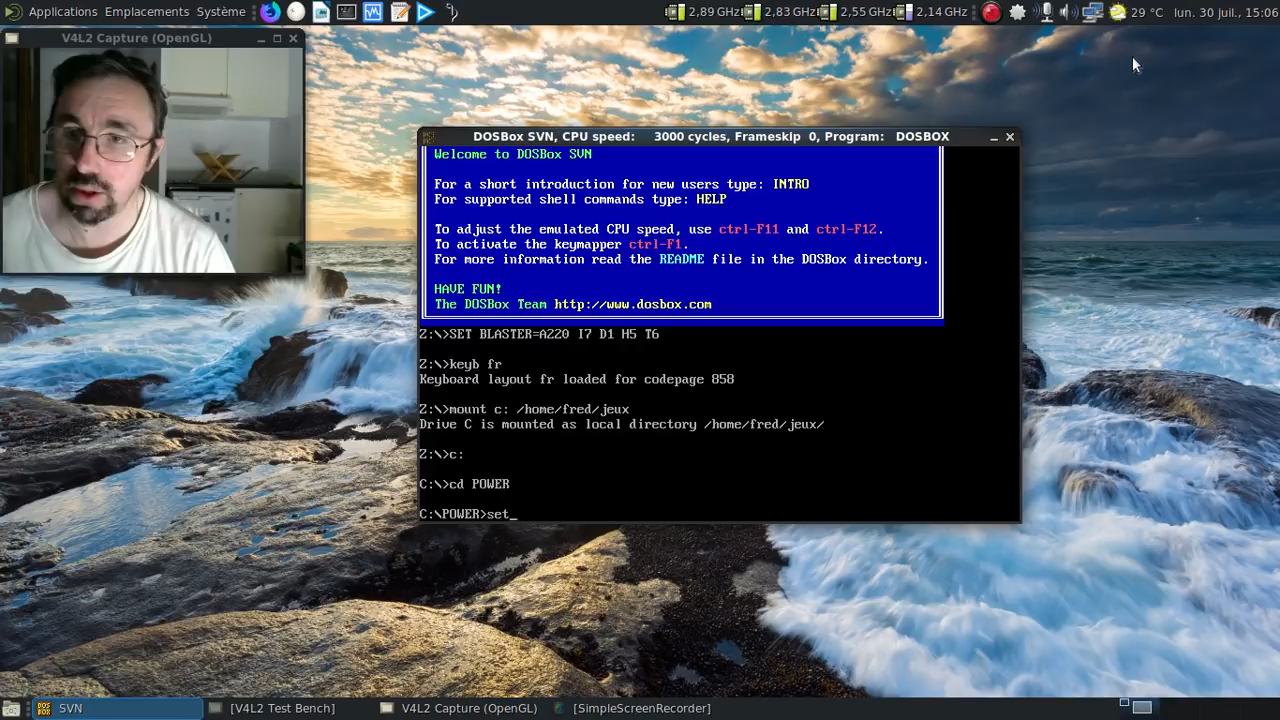 Applications Emplacements Système 2,89 GHz 2,83 GHz 2,55 GHz 2,14 GHz 29 °C lun. 30 juil., 15:06
V4L2 Capture (OpenGL)
DOSBox SVN, CPU speed: 3000 cycles, Frameskip 0, Program: DOSBOX
Welcome to DOSBox SVN
For a short introduction for new users type: INTRO
For supported shell commands type: HELP
To adjust the emulated CPU speed, use ctrl-F11 and ctrl-F12.
To activate the keymapper ctrl-F1.
For more information read the README file in the DOSBox directory.
HAVE FUN!
The DOSBox Team http://www.dosbox.com
Z:\>SET BLASTER=A220 I7 D1 H5 T6
Z:\>keyb fr
Keyboard layout fr loaded for codepage 858
Z:\>mount c: /home/fred/jeux
Drive C is mounted as local directory /home/fred/jeux/
Z:\>c:
C:\>cd POWER
C:\POWER>set_
SVN [V4L2 Test Bench] V4L2 Capture (OpenGL) [SimpleScreenRecorder]